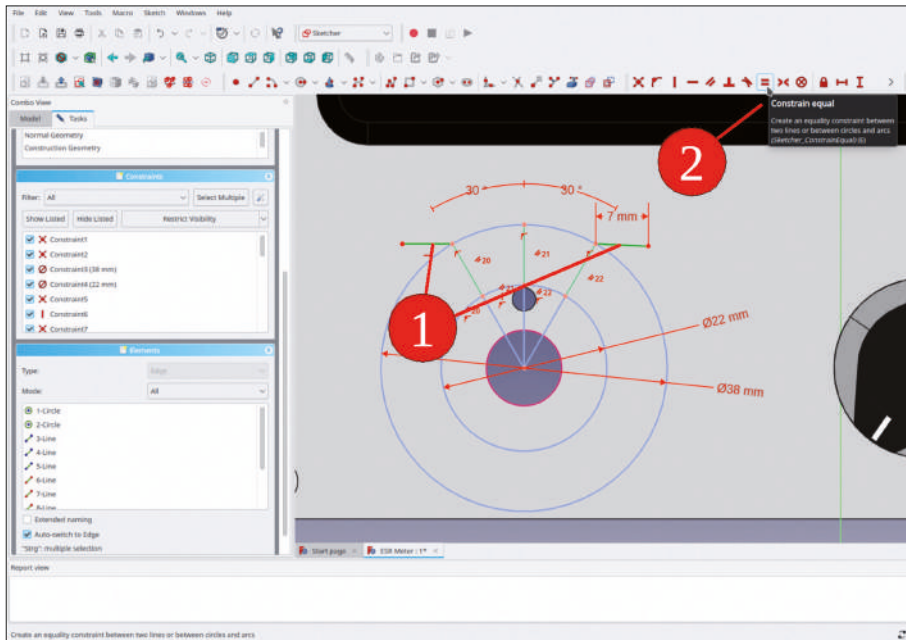 File Edit View Tools Macro Sketch Windows Help
Sketcher
Combo View
Model Tasks
Normal Geometry
Construction Geometry
Constraints
Filter: All Select Multiple
Show Listed Hide Listed Restrict Visibility
Constraint1
Constraint2
Constraint3 (38 mm)
Constraint4 (22 mm)
Constraint5
Constraint6
Constraint7
Elements
Type: Edge
Mode: All
1-Circle
2-Circle
3-Line
4-Line
5-Line
6-Line
7-Line
8-Line
Extended naming
Auto-switch to Edge
"Strg": multiple selection
Constrain equal
Create an equality constraint between
two lines or between circles and arcs
(Sketcher_ConstrainEqual) (E)
2
30 ° 30 °
7 mm
20 21 22
20 22
1
Ø22 mm
Ø38 mm
Start page ESR Meter : 1*
Report view
Create an equality constraint between two lines or between circles and arcs